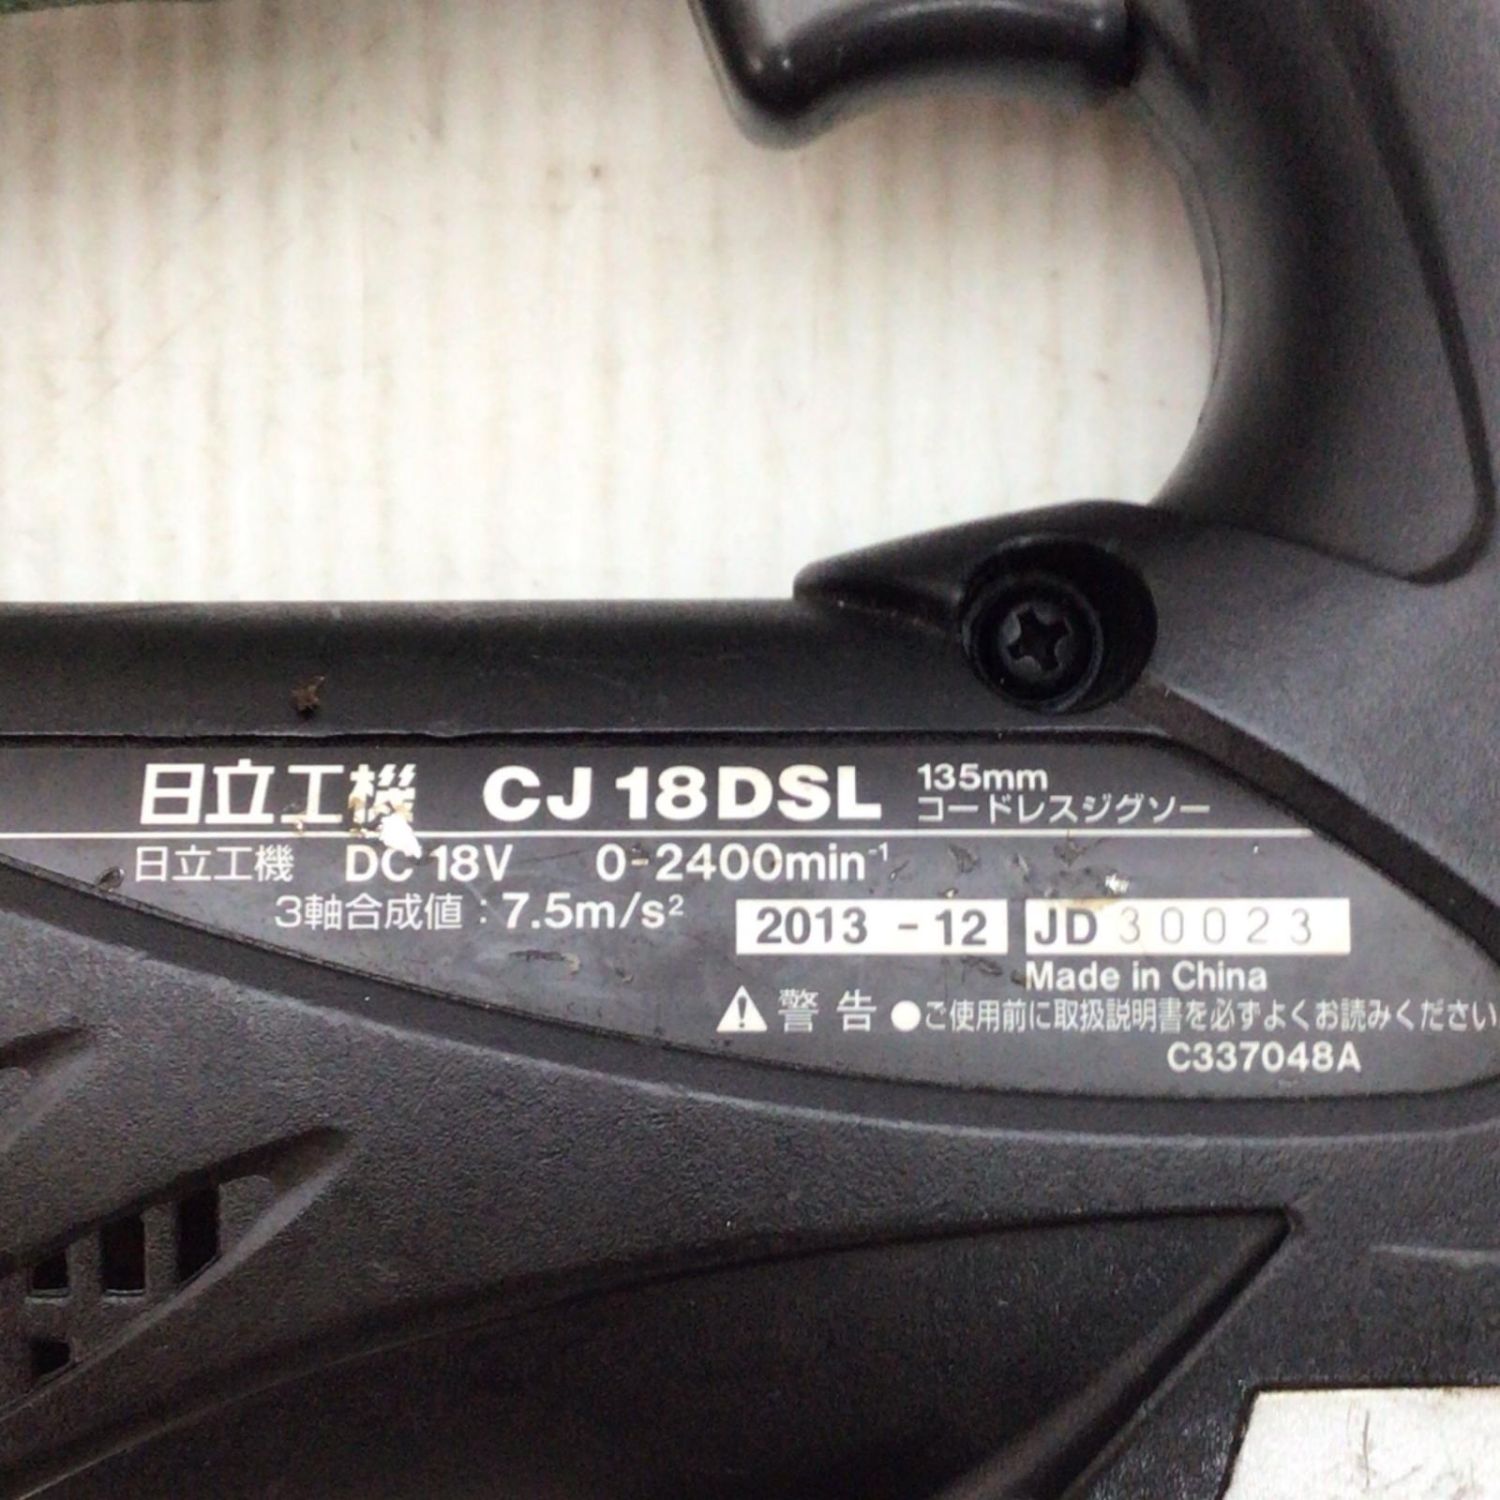 日立工機 CJ 18DSL 135mm
コードレスジグソー
日立工機 DC 18V 0-2400min⁻¹
3軸合成値：7.5m/s²
2013 -12 JD 30023
Made in China
⚠警告 ●ご使用前に取扱説明書を必ずよくお読みください
C337048A